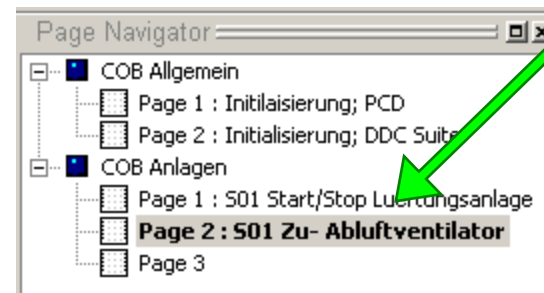 Page Navigator
COB Allgemein
Page 1 : Initilaisierung; PCD
Page 2 : Initialisierung; DDC Suite
COB Anlagen
Page 1 : S01 Start/Stop Lueftungsanlage
Page 2 : S01 Zu- Abluftventilator
Page 3